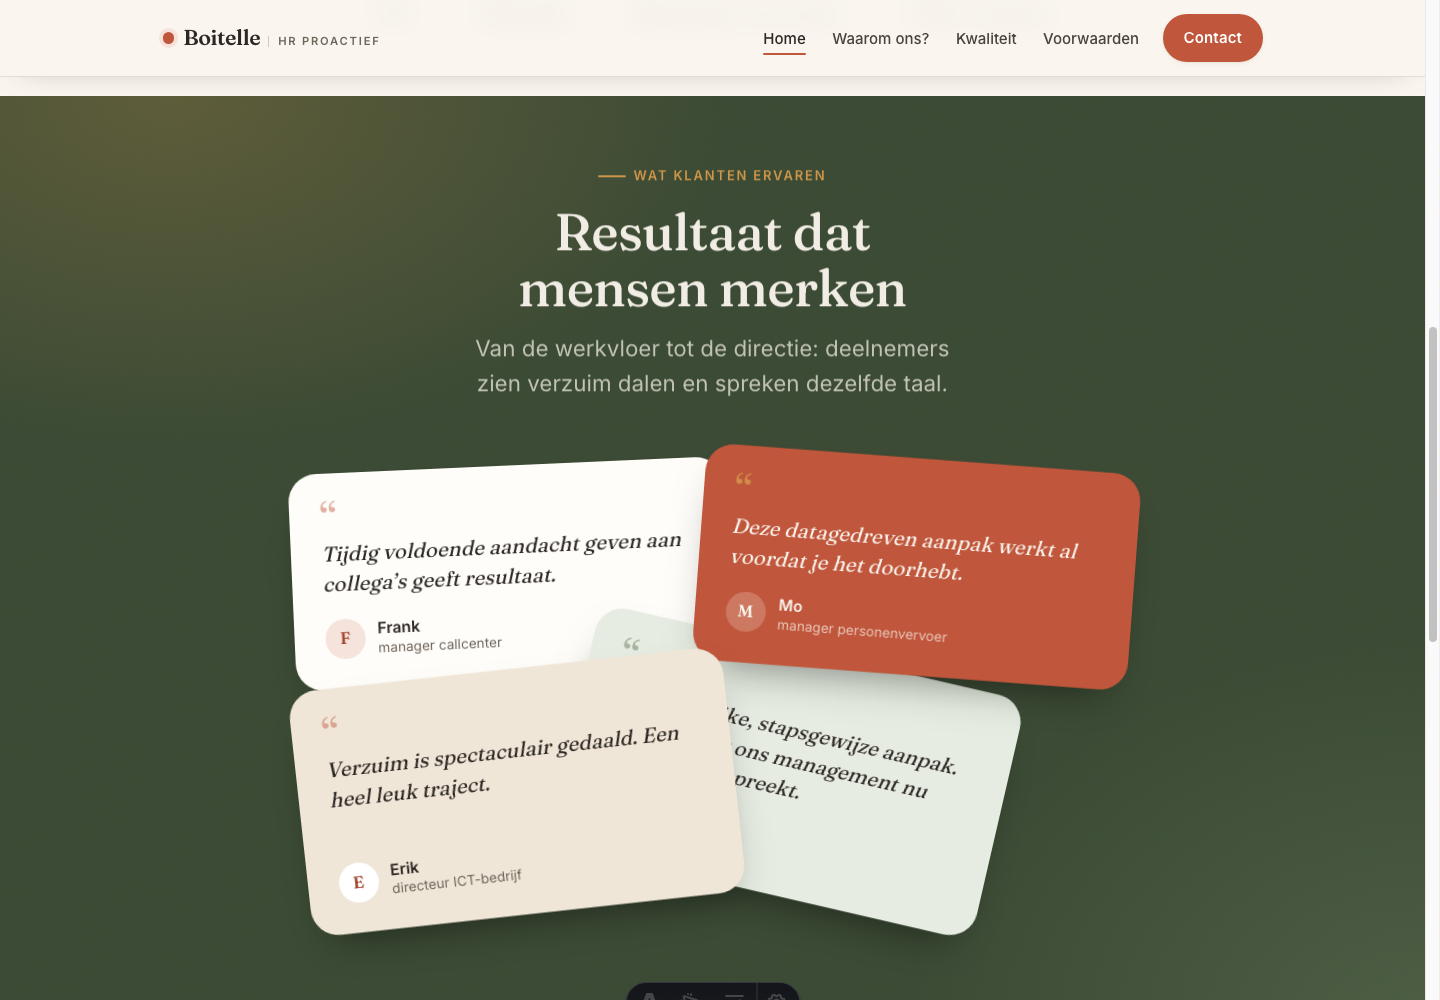 Boitelle
HR PROACTIEF
Home
Waarom ons?
Kwaliteit
Voorwaarden
Contact
WAT KLANTEN ERVAREN
Resultaat dat
mensen merken
Van de werkvloer tot de directie: deelnemers
zien verzuim dalen en spreken dezelfde taal.
“
Tijdig voldoende aandacht geven aan
collega’s geeft resultaat.
F
Frank
manager callcenter
“
Deze datagedreven aanpak werkt al
voordat je het doorhebt.
M
Mo
manager personenvervoer
“
Verzuim is spectaculair gedaald. Een
heel leuk traject.
E
Erik
directeur ICT-bedrijf
“
stapsgewijze aanpak.
ons management nu